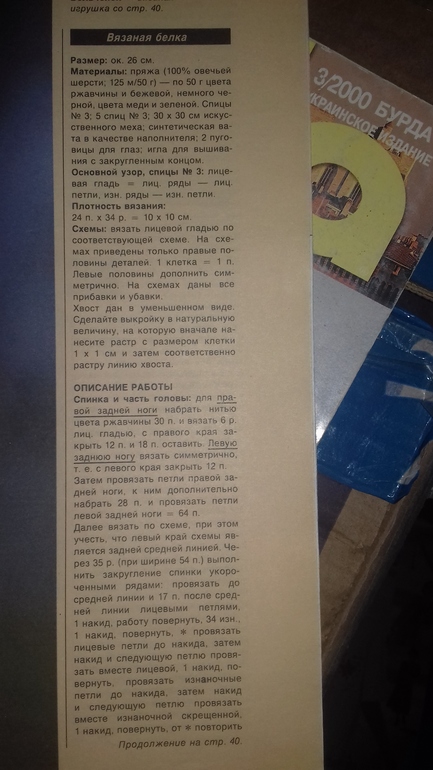 игрушка со стр. 40.
Вязаная белка
Размер: ок. 26 см.
Материалы: пряжа (100% овечьей
шерсти; 125 м/50 г) — по 50 г цвета
ржавчины и бежевой, немного чер-
ной, цвета меди и зеленой. Спицы
№ 3; 5 спиц № 3; 30 х 30 см искус-
ственного меха; синтетическая ва-
та в качестве наполнителя; 2 пуго-
вицы для глаз; игла для вышива-
ния с закругленным концом.
Основной узор, спицы № 3: лице-
вая гладь = лиц. ряды — лиц.
петли, изн. ряды — изн. петли.
Плотность вязания:
24 п. х 34 р. = 10 х 10 см.
Схемы: вязать лицевой гладью по
соответствующей схеме. На схе-
мах приведены только правые по-
ловины деталей. 1 клетка = 1 п.
Левые половины дополнить сим-
метрично. На схемах даны все
прибавки и убавки.
Хвост дан в уменьшенном виде.
Сделайте выкройку в натуральную
величину, на которую вначале на-
несите растр с размером клетки
1 х 1 см и затем соответственно
растру линию хвоста.
ОПИСАНИЕ РАБОТЫ
Спинка и часть головы: для пра-
вой задней ноги набрать нитью
цвета ржавчины 30 п. и вязать 6 р.
лиц. гладью, с правого края за-
крыть 12 п. и 18 п. оставить. Левую
заднюю ногу вязать симметрично,
т. е. с левого края закрыть 12 п.
Затем провязать петли правой за-
дней ноги, к ним дополнительно
набрать 28 п. и провязать петли
левой задней ноги = 64 п.
Далее вязать по схеме, при этом
учесть, что левый край схемы яв-
ляется задней средней линией. Че-
рез 35 р. (при ширине 54 п.) выпол-
нить закругление спинки укоро-
ченными рядами: провязать до
средней линии и 17 п. после сред-
ней линии лицевыми петлями,
1 накид, работу повернуть, 34 изн.,
1 накид, повернуть, * провязать
лицевые петли до накида, затем
накид и следующую петлю провя-
зать вместе лицевой, 1 накид, по-
вернуть, провязать изнаночные
петли до накида, затем накид
и следующую петлю провязать
вместе изнаночной скрещенной,
1 накид, повернуть, от * повторить
Продолжение на стр. 40.
3/2000 БУРДА
УКРАИНСКОЕ ИЗДАНИЕ